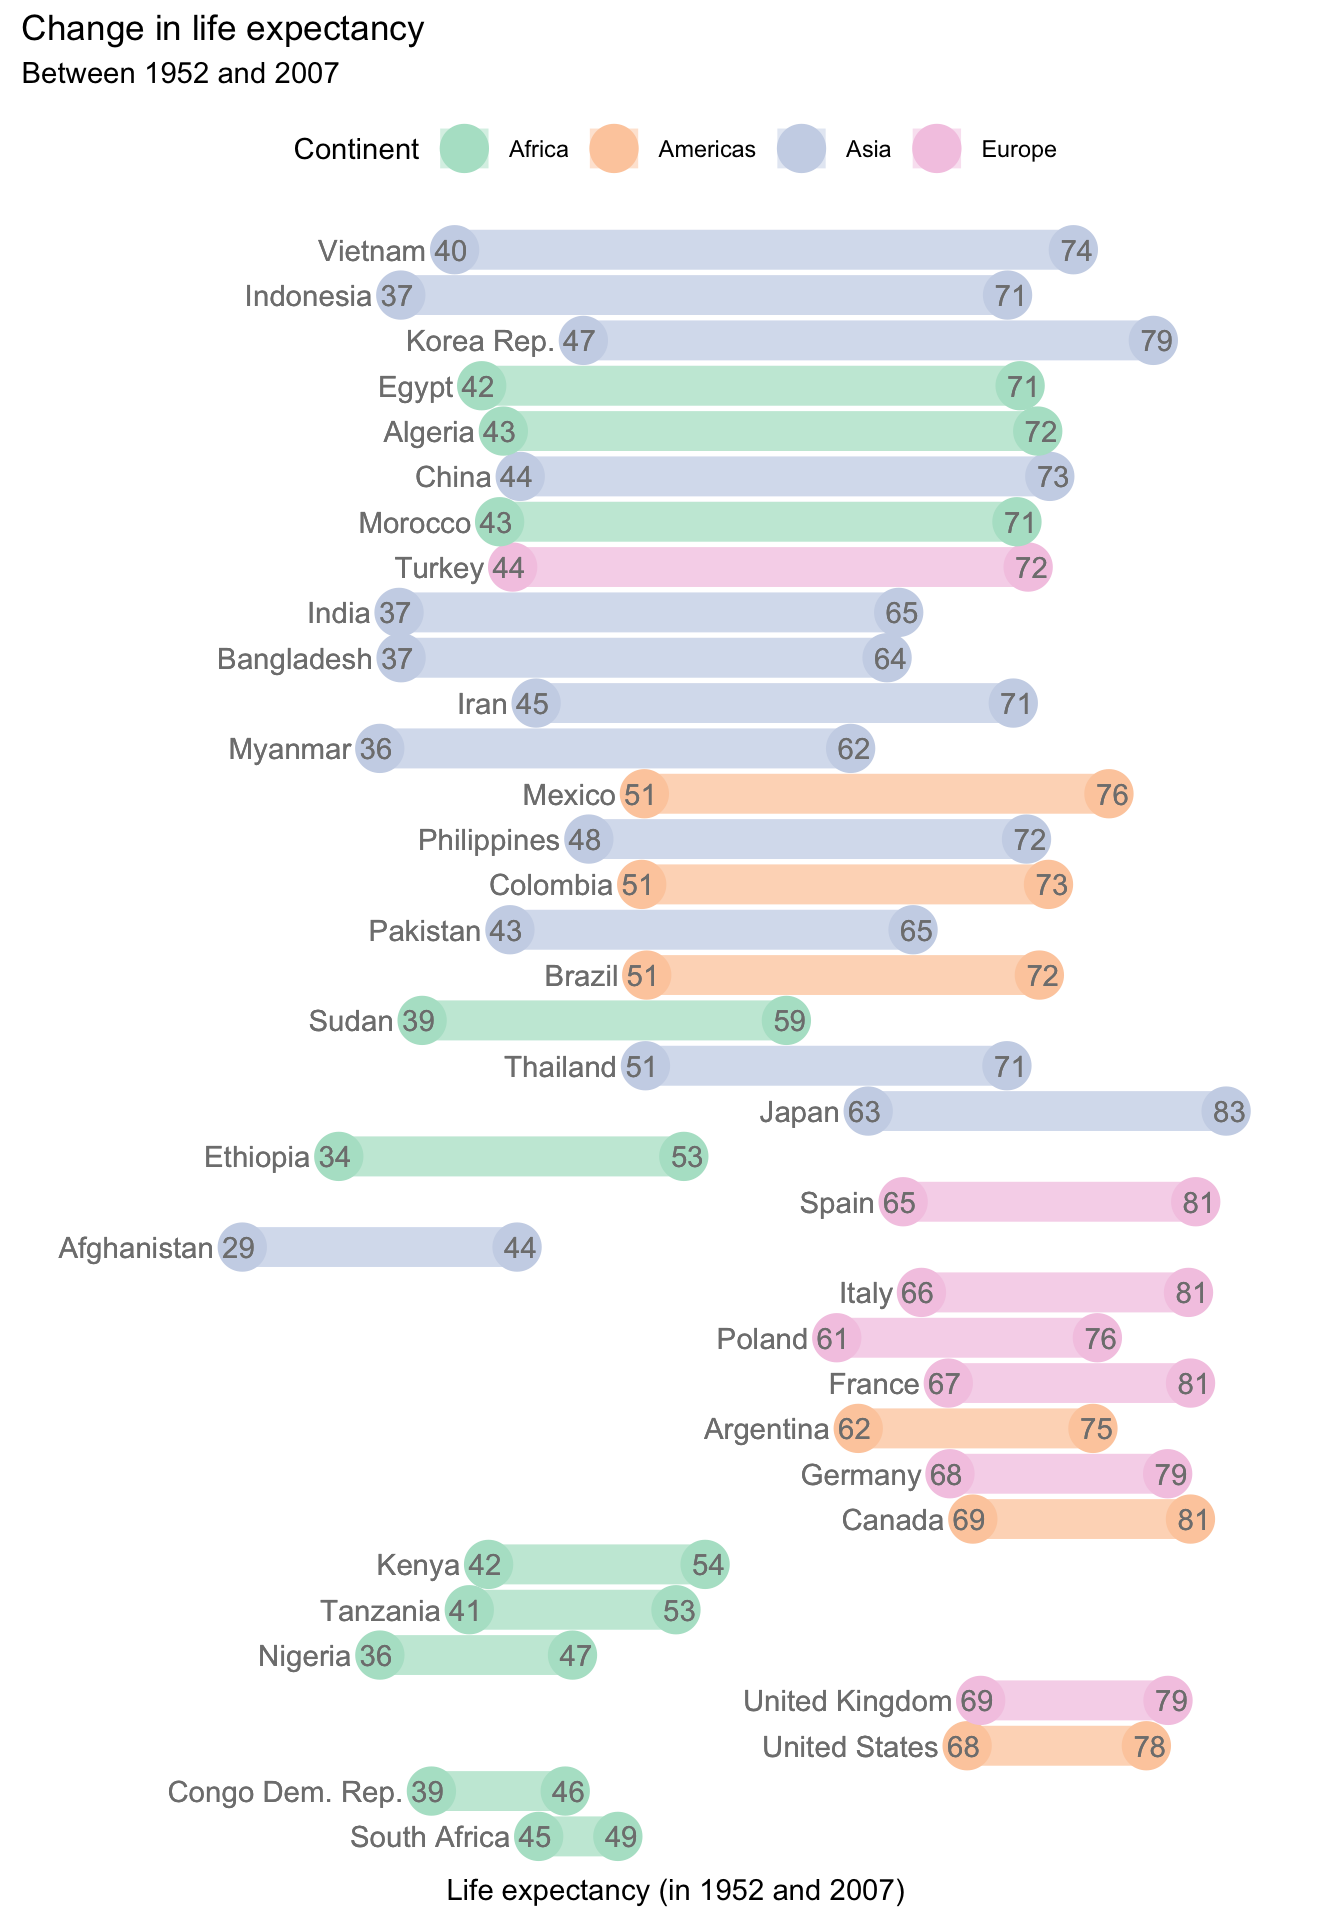 Change in life expectancy
Between 1952 and 2007
Continent Africa Americas Asia Europe
Vietnam 40 74
Indonesia 37 71
Korea Rep. 47 79
Egypt 42 71
Algeria 43 72
China 44 73
Morocco 43 71
Turkey 44 72
India 37 65
Bangladesh 37 64
Iran 45 71
Myanmar 36 62
Mexico 51 76
Philippines 48 72
Colombia 51 73
Pakistan 43 65
Brazil 51 72
Sudan 39 59
Thailand 51 71
Japan 63 83
Ethiopia 34 53
Spain 65 81
Afghanistan 29 44
Italy 66 81
Poland 61 76
France 67 81
Argentina 62 75
Germany 68 79
Canada 69 81
Kenya 42 54
Tanzania 41 53
Nigeria 36 47
United Kingdom 69 79
United States 68 78
Congo Dem. Rep. 39 46
South Africa 45 49
Life expectancy (in 1952 and 2007)